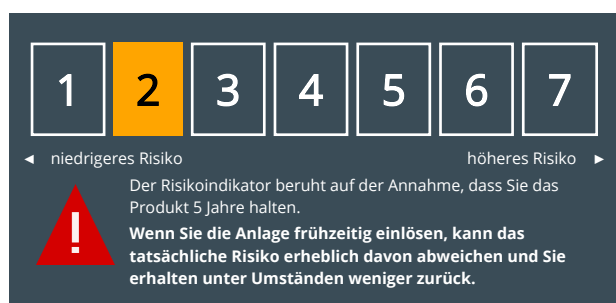 1 2 3 4 5 6 7
◄ niedrigeres Risiko höheres Risiko ►
Der Risikoindikator beruht auf der Annahme, dass Sie das
Produkt 5 Jahre halten.
Wenn Sie die Anlage frühzeitig einlösen, kann das
tatsächliche Risiko erheblich davon abweichen und Sie
erhalten unter Umständen weniger zurück.
!